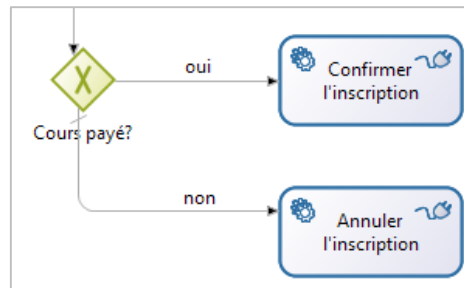 oui
Confirmer
l'inscription
Cours payé?
non
Annuler
l'inscription